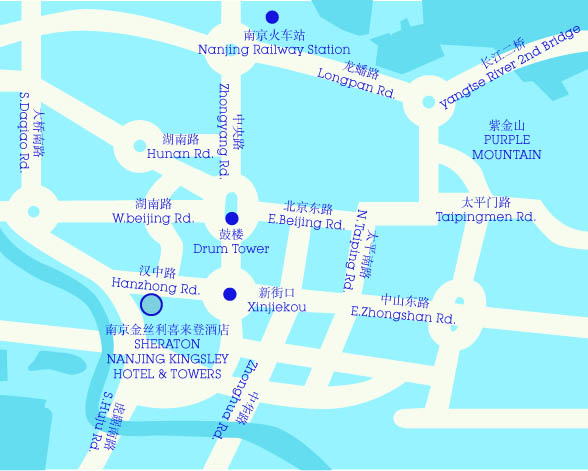 南京火车站
Nanjing Railway Station
龙蟠路
Longpan Rd.
长江二桥
yangtse River 2nd Bridge
大桥南路
S.Daqiao Rd.
中央路
Zhongyang Rd.
湖南路
Hunan Rd.
紫金山
PURPLE
MOUNTAIN
湖南路
W.beijing Rd.
北京东路
E.Beijing Rd.
太平门路
Taipingmen Rd.
鼓楼
Drum Tower
太平南路
N.Taiping Rd.
汉中路
Hanzhong Rd.
新街口
Xinjiekou
中山东路
E.Zhongshan Rd.
南京金丝利喜来登酒店
SHERATON
NANJING KINGSLEY
HOTEL & TOWERS
虎踞南路
S.Huju Rd.
中华路
Zhonghua Rd.